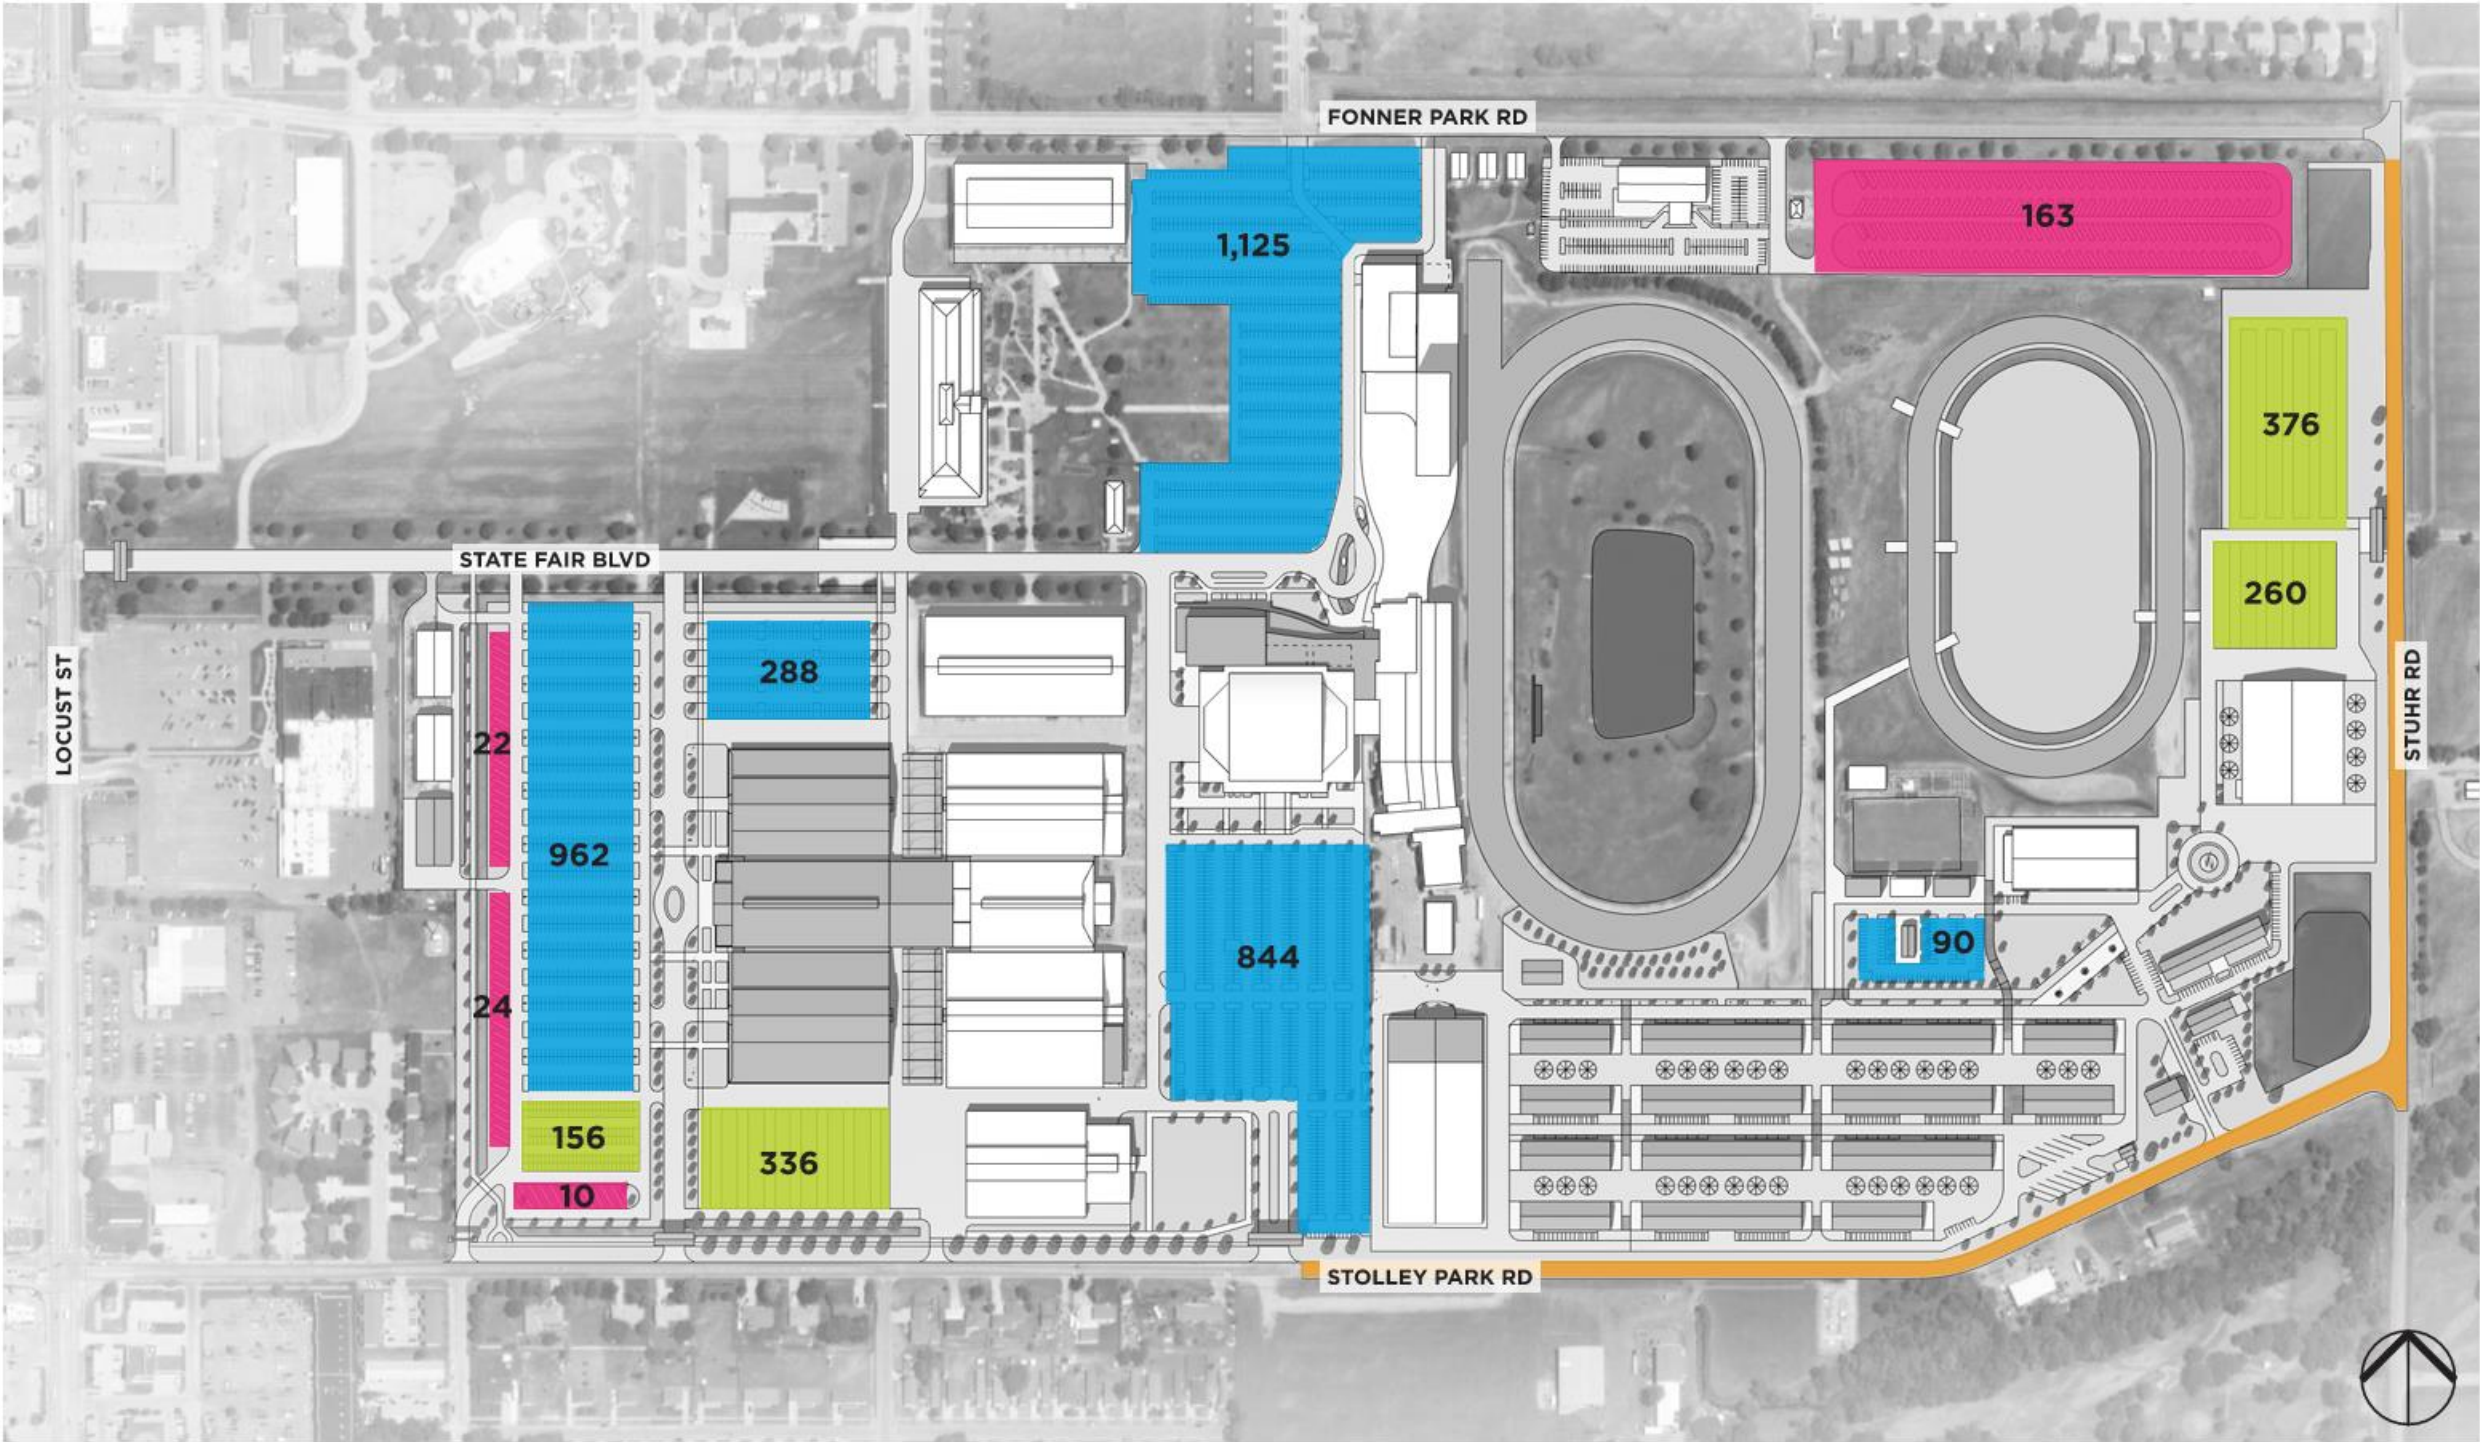 FONNER PARK RD
163
1,125
376
STATE FAIR BLVD
260
LOCUST ST
288
STUHR RD
22
962
90
844
24
156
336
10
STOLLEY PARK RD